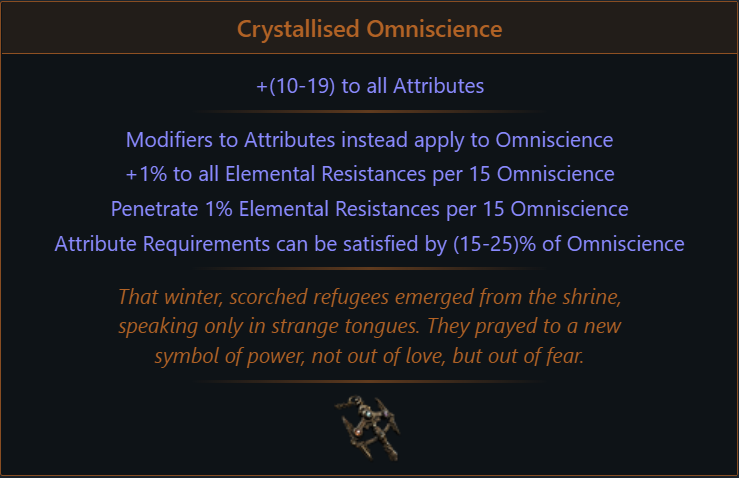 Crystallised Omniscience
+(10-19) to all Attributes
Modifiers to Attributes instead apply to Omniscience
+1% to all Elemental Resistances per 15 Omniscience
Penetrate 1% Elemental Resistances per 15 Omniscience
Attribute Requirements can be satisfied by (15-25)% of Omniscience
That winter, scorched refugees emerged from the shrine,
speaking only in strange tongues. They prayed to a new
symbol of power, not out of love, but out of fear.